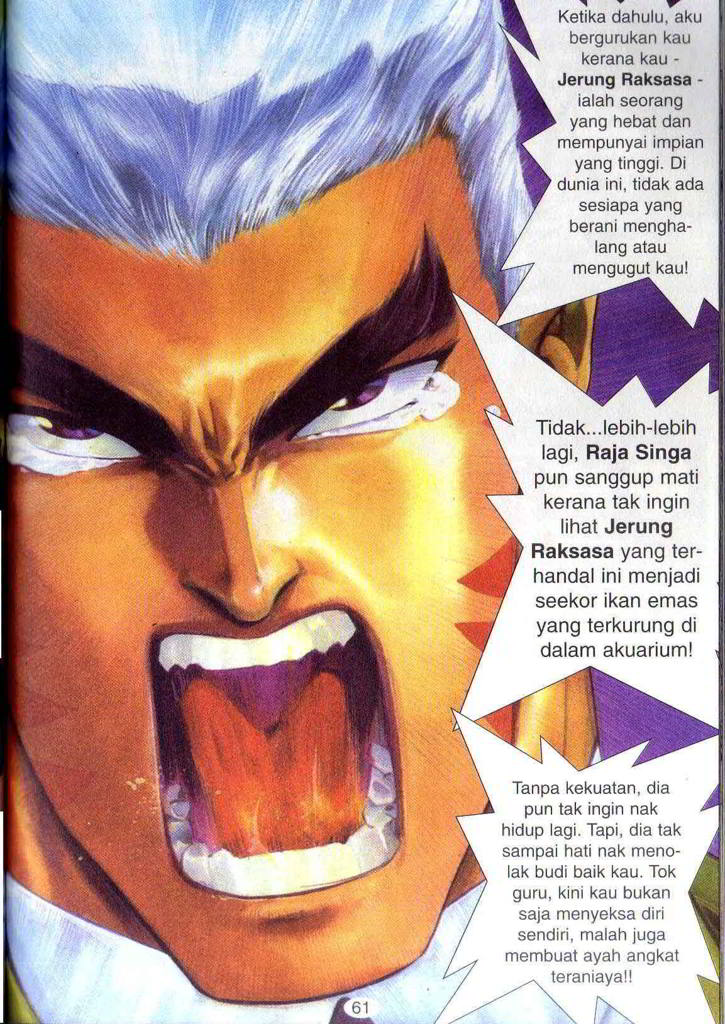 Ketika dahulu, aku
bergurukan kau
kerana kau -
Jerung Raksasa -
ialah seorang
yang hebat dan
mempunyai impian
yang tinggi. Di
dunia ini, tidak ada
sesiapa yang
berani mengha-
lang atau
mengugut kau!
Tidak...lebih-lebih
lagi, Raja Singa
pun sanggup mati
kerana tak ingin
lihat Jerung
Raksasa yang ter-
handal ini menjadi
seekor ikan emas
yang terkurung di
dalam akuarium!
Tanpa kekuatan, dia
pun tak ingin nak
hidup lagi. Tapi, dia tak
sampai hati nak meno-
lak budi baik kau. Tok
guru, kini kau bukan
saja menyeksa diri
sendiri, malah juga
membuat ayah angkat
teraniaya!!
61